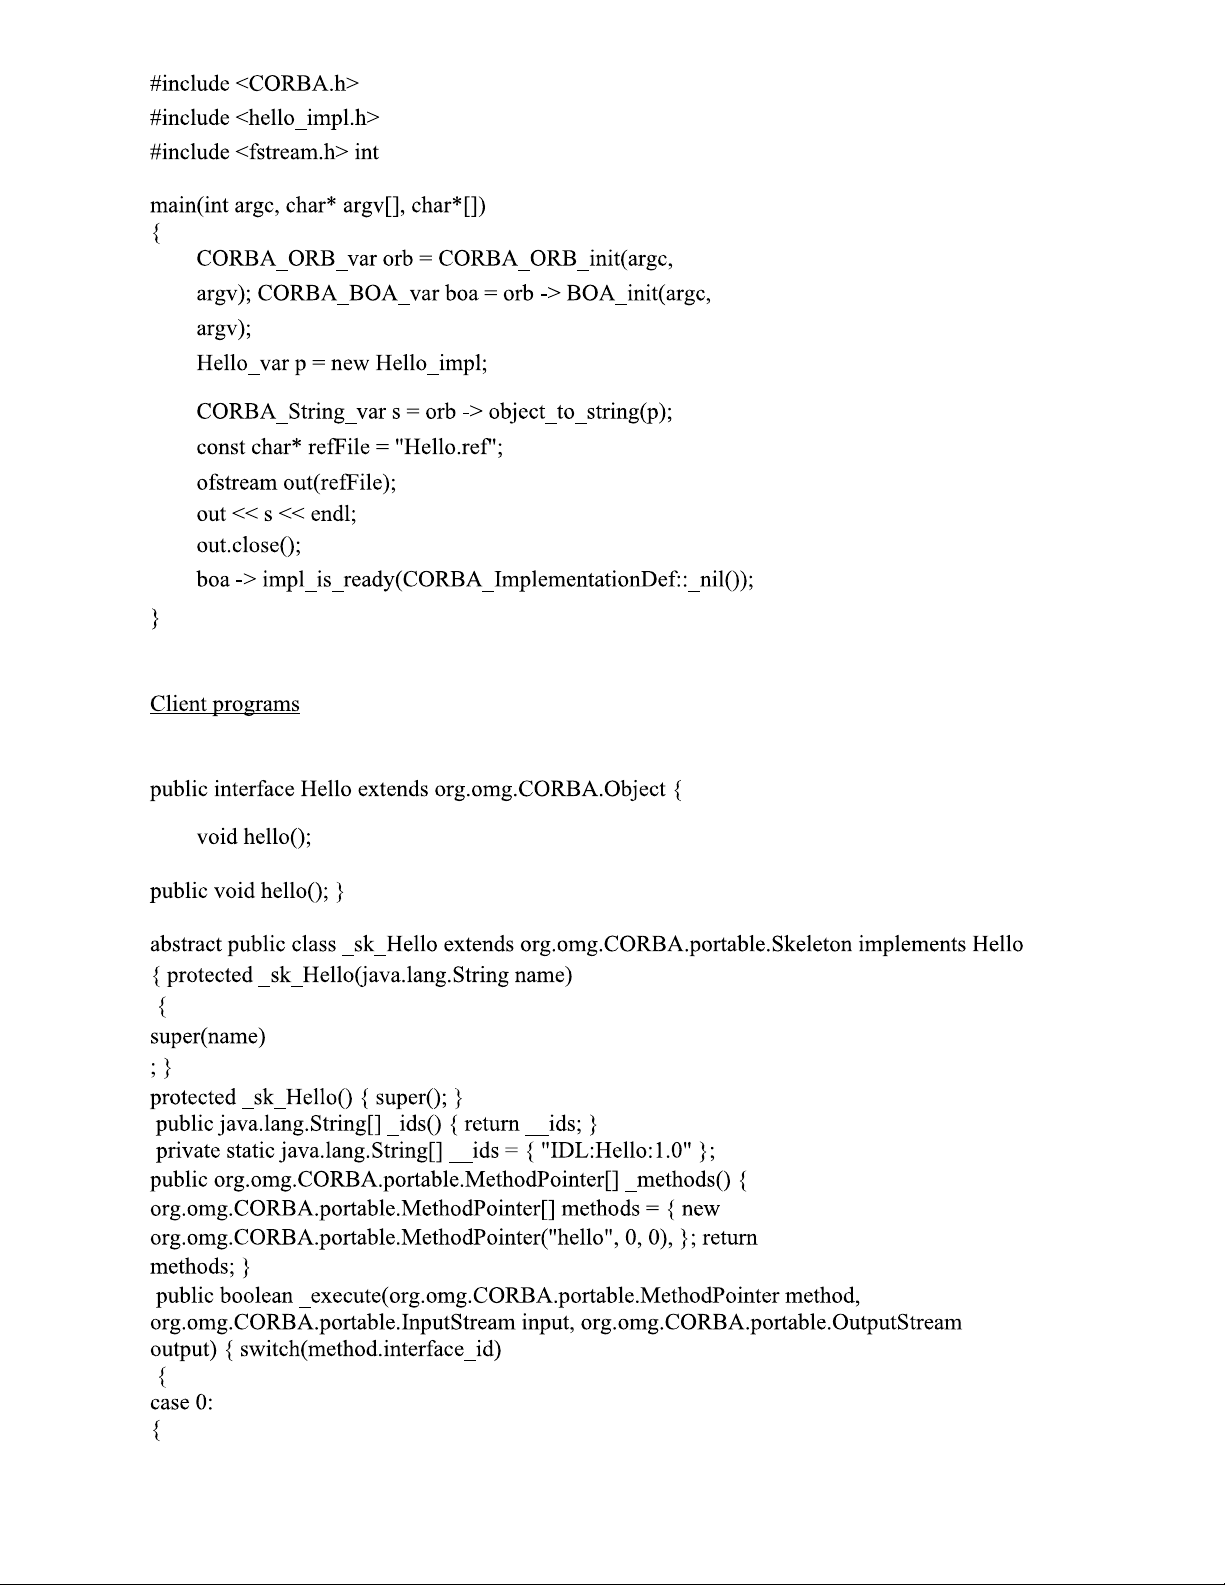 #include <CORBA.h>
#include <hello_impl.h>
#include <fstream.h> int
main(int argc, char* argv[], char*[])
{
CORBA_ORB_var orb = CORBA_ORB_init(argc,
argv); CORBA_BOA_var boa = orb -> BOA_init(argc,
argv);
Hello_var p = new Hello_impl;
CORBA_String_var s = orb -> object_to_string(p);
const char* refFile = "Hello.ref";
ofstream out(refFile);
out << s << endl;
out.close();
boa -> impl_is_ready(CORBA_ImplementationDef::_nil());
}
Client programs
public interface Hello extends org.omg.CORBA.Object {
void hello();
public void hello(); }
abstract public class _sk_Hello extends org.omg.CORBA.portable.Skeleton implements Hello
{ protected _sk_Hello(java.lang.String name)
{
super(name)
; }
protected _sk_Hello() { super(); }
public java.lang.String[] _ids() { return __ids; }
private static java.lang.String[] __ids = { "IDL:Hello:1.0" };
public org.omg.CORBA.portable.MethodPointer[] _methods() {
org.omg.CORBA.portable.MethodPointer[] methods = { new
org.omg.CORBA.portable.MethodPointer("hello", 0, 0), }; return
methods; }
public boolean _execute(org.omg.CORBA.portable.MethodPointer method,
org.omg.CORBA.portable.InputStream input, org.omg.CORBA.portable.OutputStream
output) { switch(method.interface_id)
{
case 0:
{